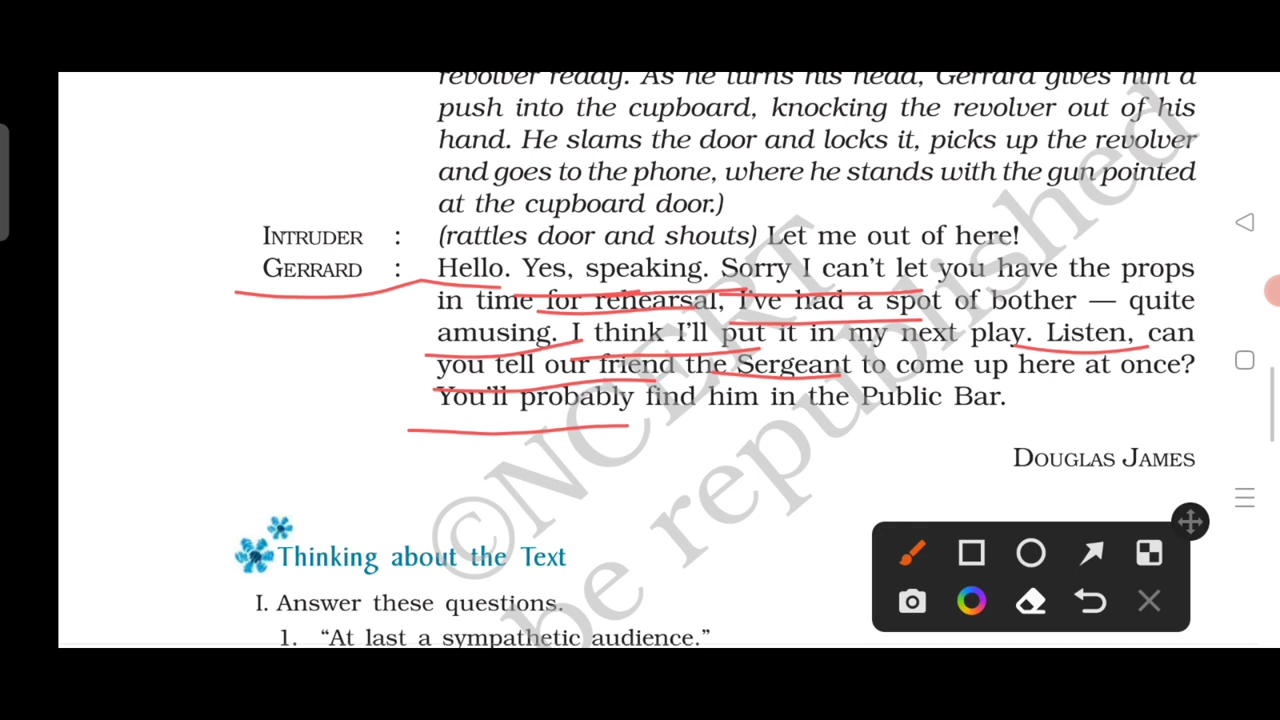 revolver ready. As he turns his head, Gerrard gives him a
push into the cupboard, knocking the revolver out of his
hand. He slams the door and locks it, picks up the revolver
and goes to the phone, where he stands with the gun pointed
at the cupboard door.)
INTRUDER : (rattles door and shouts) Let me out of here!
GERRARD : Hello. Yes, speaking. Sorry I can't let you have the props
in time for rehearsal, I've had a spot of bother — quite
amusing. I think I'll put it in my next play. Listen, can
you tell our friend the Sergeant to come up here at once?
You'll probably find him in the Public Bar.
DOUGLAS JAMES
Thinking about the Text
I. Answer these questions.
1. “At last a sympathetic audience.”
©NCERT
be republished